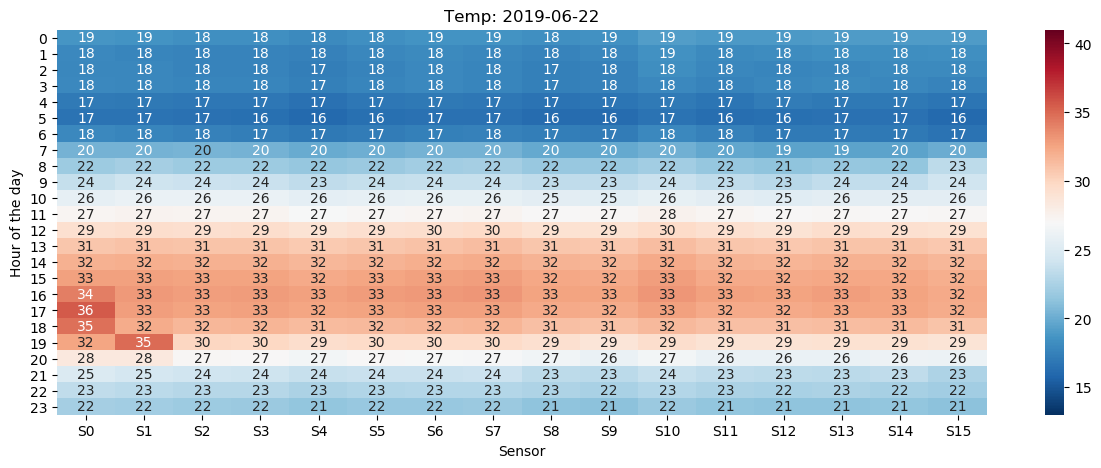 Temp: 2019-06-22
Hour of the day
0 19 19 18 18 18 18 19 19 18 19 19 19 19 19 19 19
1 18 18 18 18 18 18 18 18 18 18 19 18 18 18 18 18
2 18 18 18 18 17 18 18 18 17 18 18 18 18 18 18 18
3 18 18 18 18 17 18 18 18 18 18 18 18 18 18 18 18
4 17 17 17 17 17 17 17 17 17 17 17 17 17 17 17 17
5 17 17 17 16 16 16 17 17 16 16 17 16 16 17 17 16
6 18 18 18 17 17 17 17 18 17 17 18 18 17 17 17 17
7 20 20 20 20 20 20 20 20 20 20 20 20 19 19 20 20
8 22 22 22 22 22 22 22 22 22 22 22 22 21 22 22 23
9 24 24 24 24 23 24 24 24 23 23 24 23 23 24 24 24
10 26 26 26 26 26 26 26 26 25 25 26 26 25 26 25 26
11 27 27 27 27 27 27 27 27 27 27 28 27 27 27 27 27
12 29 29 29 29 29 29 30 30 29 29 30 29 29 29 29 29
13 31 31 31 31 31 31 31 31 31 31 31 31 31 31 31 31
14 32 32 32 32 32 32 32 32 32 32 32 32 32 32 32 32
15 33 33 33 33 32 33 33 33 32 32 33 32 32 32 32 32
16 34 33 33 33 33 33 33 33 33 33 33 33 33 33 33 32
17 36 33 33 33 32 33 33 33 32 32 33 32 32 33 33 32
18 35 32 32 32 31 32 32 32 31 31 32 31 31 31 31 31
19 32 35 30 30 29 30 30 30 29 29 29 29 29 29 29 29
20 28 28 27 27 27 27 27 27 27 26 27 26 26 26 26 26
21 25 25 24 24 24 24 24 24 23 23 24 23 23 23 23 23
22 23 23 23 23 23 23 23 23 23 22 23 23 22 23 22 22
23 22 22 22 22 21 22 22 22 21 21 22 21 21 21 21 21
S0 S1 S2 S3 S4 S5 S6 S7 S8 S9 S10 S11 S12 S13 S14 S15
Sensor
40
35
30
25
20
15